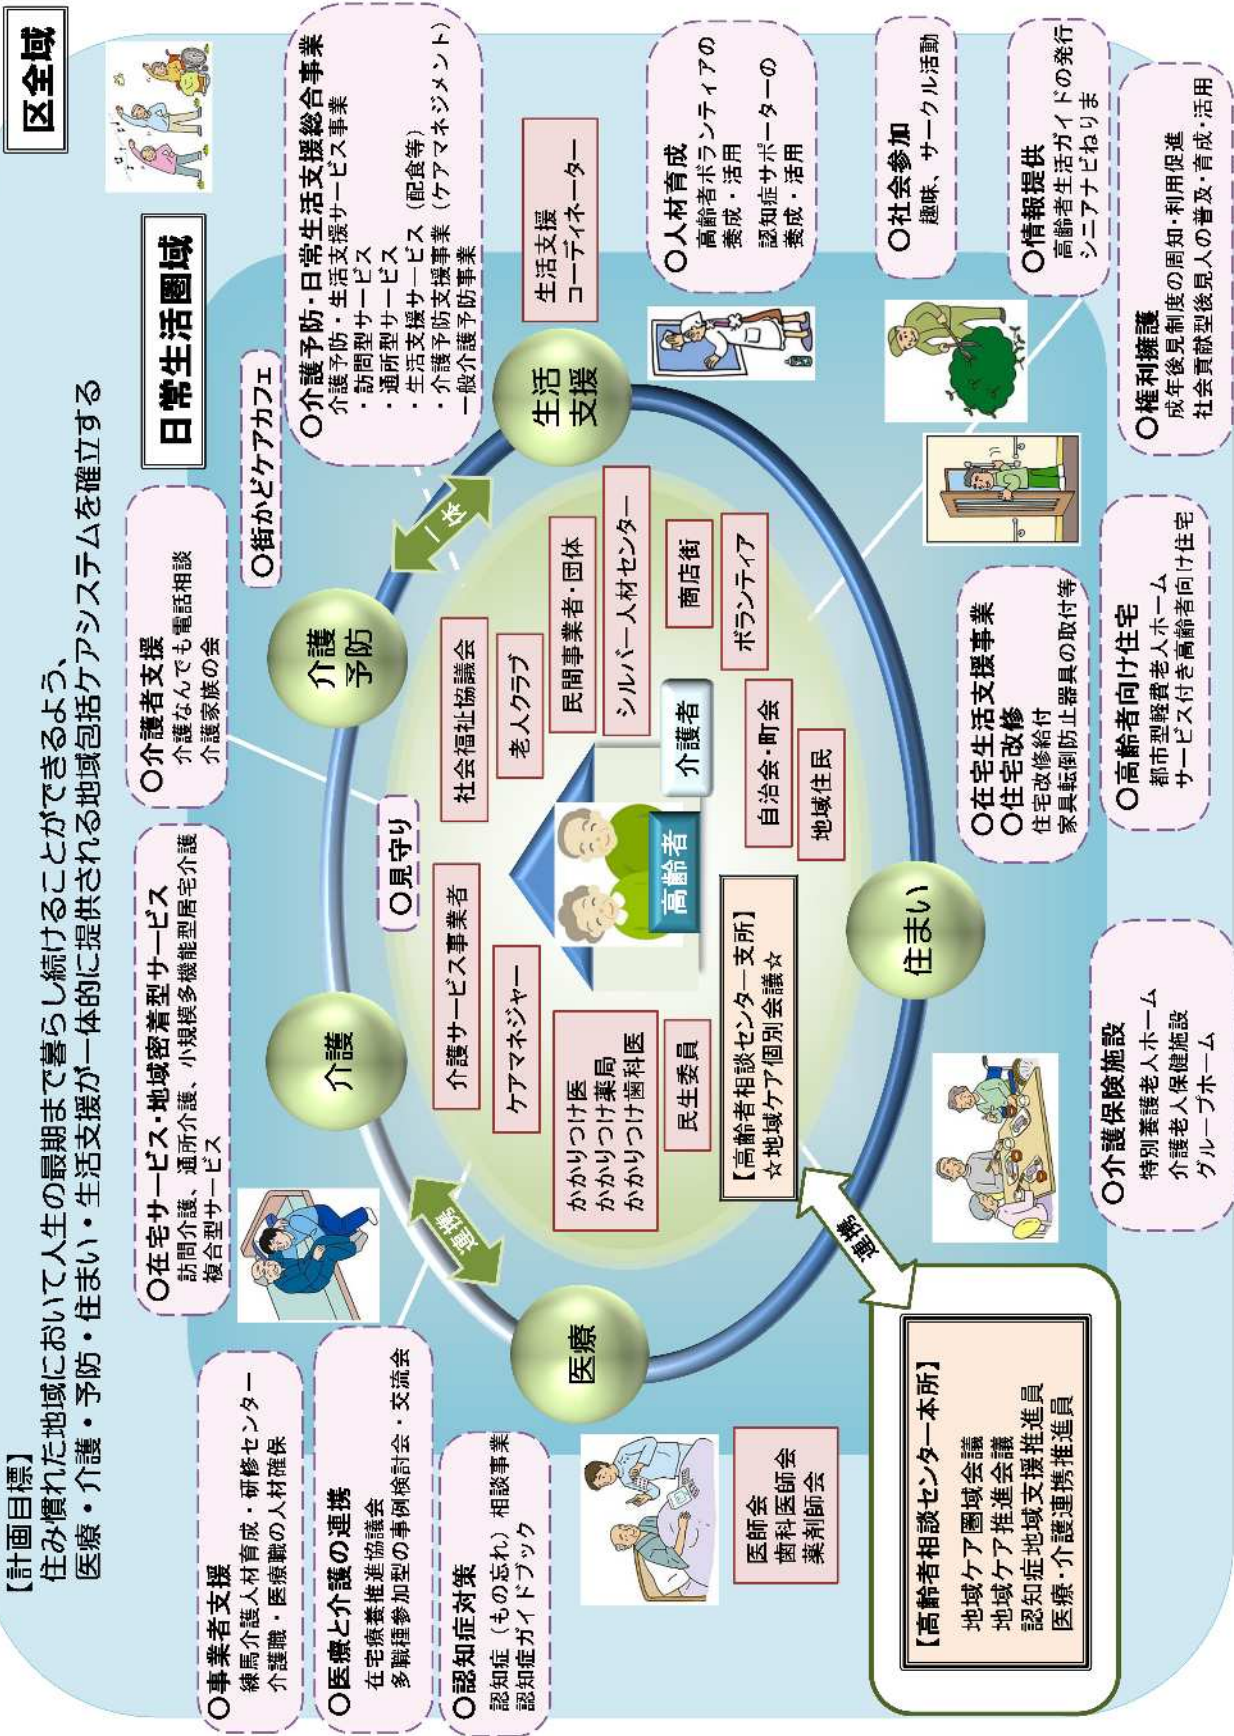 【計画目標】
住み慣れた地域において人生の最期まで暮らし続けることができるよう、
医療・介護・予防・住まい・生活支援が一体的に提供される地域包括ケアシステムを確立する
区全域
日常生活圏域
〇事業者支援
練馬介護人材育成・研修センター
介護職・医療職の人材確保
〇医療と介護の連携
在宅療養推進協議会
多職種参加型の事例検討会・交流会
〇認知症対策
認知症（もの忘れ）相談事業
認知症ガイドブック
〇在宅サービス・地域密着型サービス
訪問介護、通所介護、小規模多機能型居宅介護
複合型サービス
〇介護者支援
介護なんでも電話相談
介護家族の会
〇街かどケアカフェ
〇介護予防・日常生活支援総合事業
介護予防・生活支援サービス事業
・訪問型サービス
・通所型サービス
・生活支援サービス（配食等）
・介護予防支援事業（ケアマネジメント）
一般介護予防事業
〇見守り
介護
介護
予防
医療
生活
支援
住まい
連携
一体
連携
介護サービス事業者
ケアマネジャー
かかりつけ医
かかりつけ薬局
かかりつけ歯科医
民生委員
社会福祉協議会
老人クラブ
民間事業者・団体
シルバー人材センター
商店街
ボランティア
高齢者
介護者
自治会・町会
地域住民
【高齢者相談センター支所】
☆地域ケア個別会議☆
生活支援
コーディネーター
〇人材育成
高齢者ボランティアの
養成・活用
認知症サポーターの
養成・活用
〇社会参加
趣味、サークル活動
〇情報提供
高齢者生活ガイドの発行
シニアナビねりま
〇権利擁護
成年後見制度の周知・利用促進
社会貢献型後見人の普及・育成・活用
医師会
歯科医師会
薬剤師会
【高齢者相談センター本所】
地域ケア圏域会議
地域ケア推進会議
認知症地域支援推進員
医療・介護連携推進員
〇介護保険施設
特別養護老人ホーム
介護老人保健施設
グループホーム
〇在宅生活支援事業
〇住宅改修
住宅改修給付
家具転倒防止器具の取付等
〇高齢者向け住宅
都市型軽費老人ホーム
サービス付き高齢者向け住宅